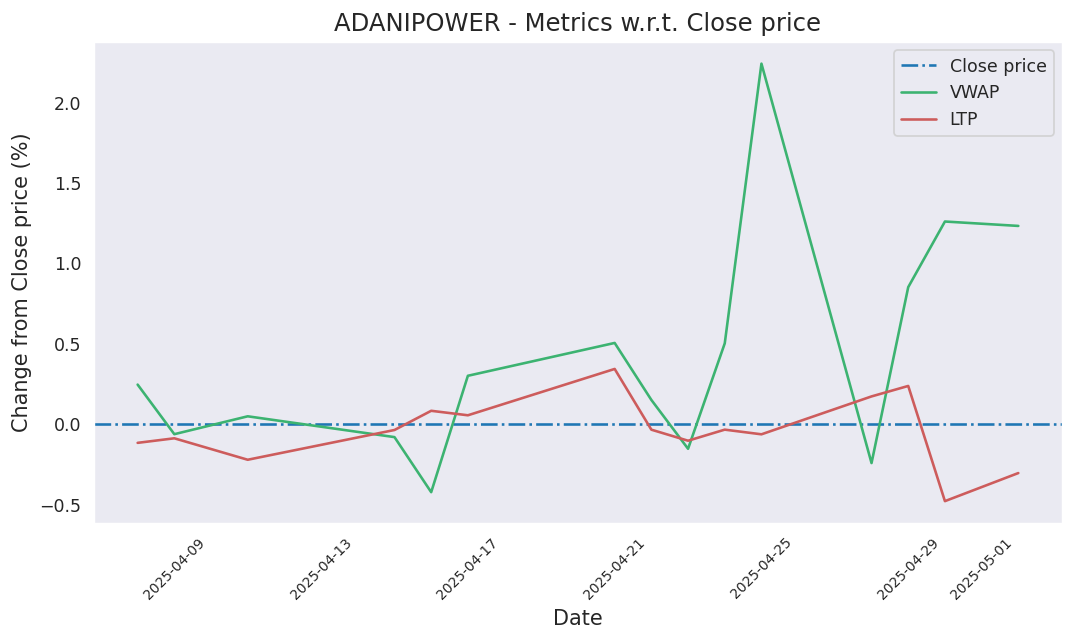 ADANIPOWER - Metrics w.r.t. Close price
Close price
VWAP
LTP
Change from Close price (%)
2.0
1.5
1.0
0.5
0.0
−0.5
2025-04-09
2025-04-13
2025-04-17
2025-04-21
2025-04-25
2025-04-29
2025-05-01
Date